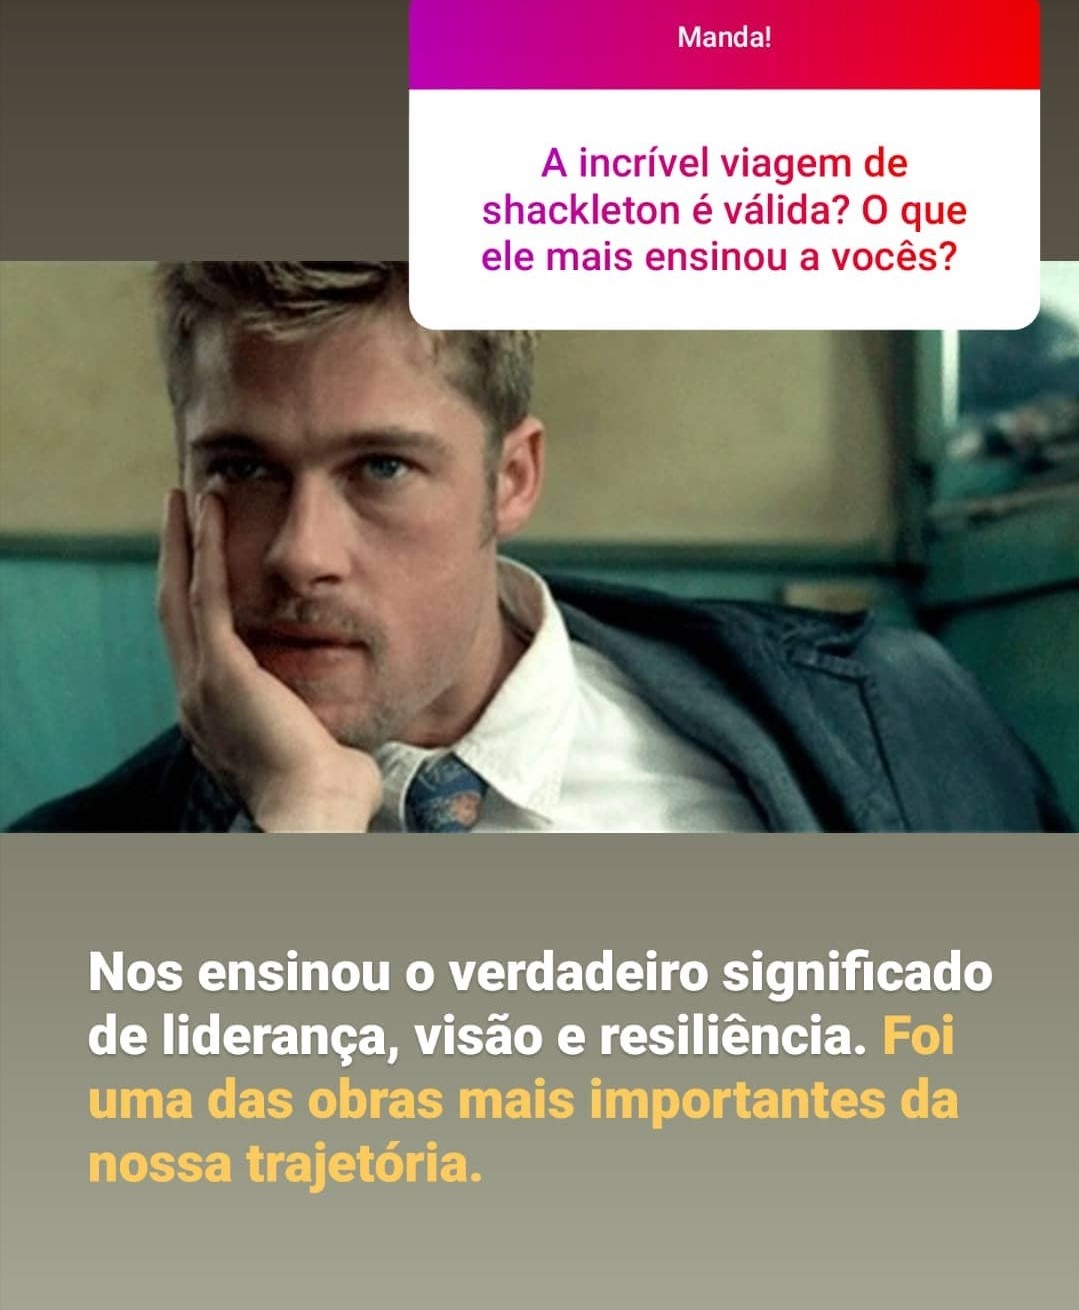 Manda!
A incrível viagem de
shackleton é válida? O que
ele mais ensinou a vocês?
Nos ensinou o verdadeiro significado
de liderança, visão e resiliência. Foi
uma das obras mais importantes da
nossa trajetória.